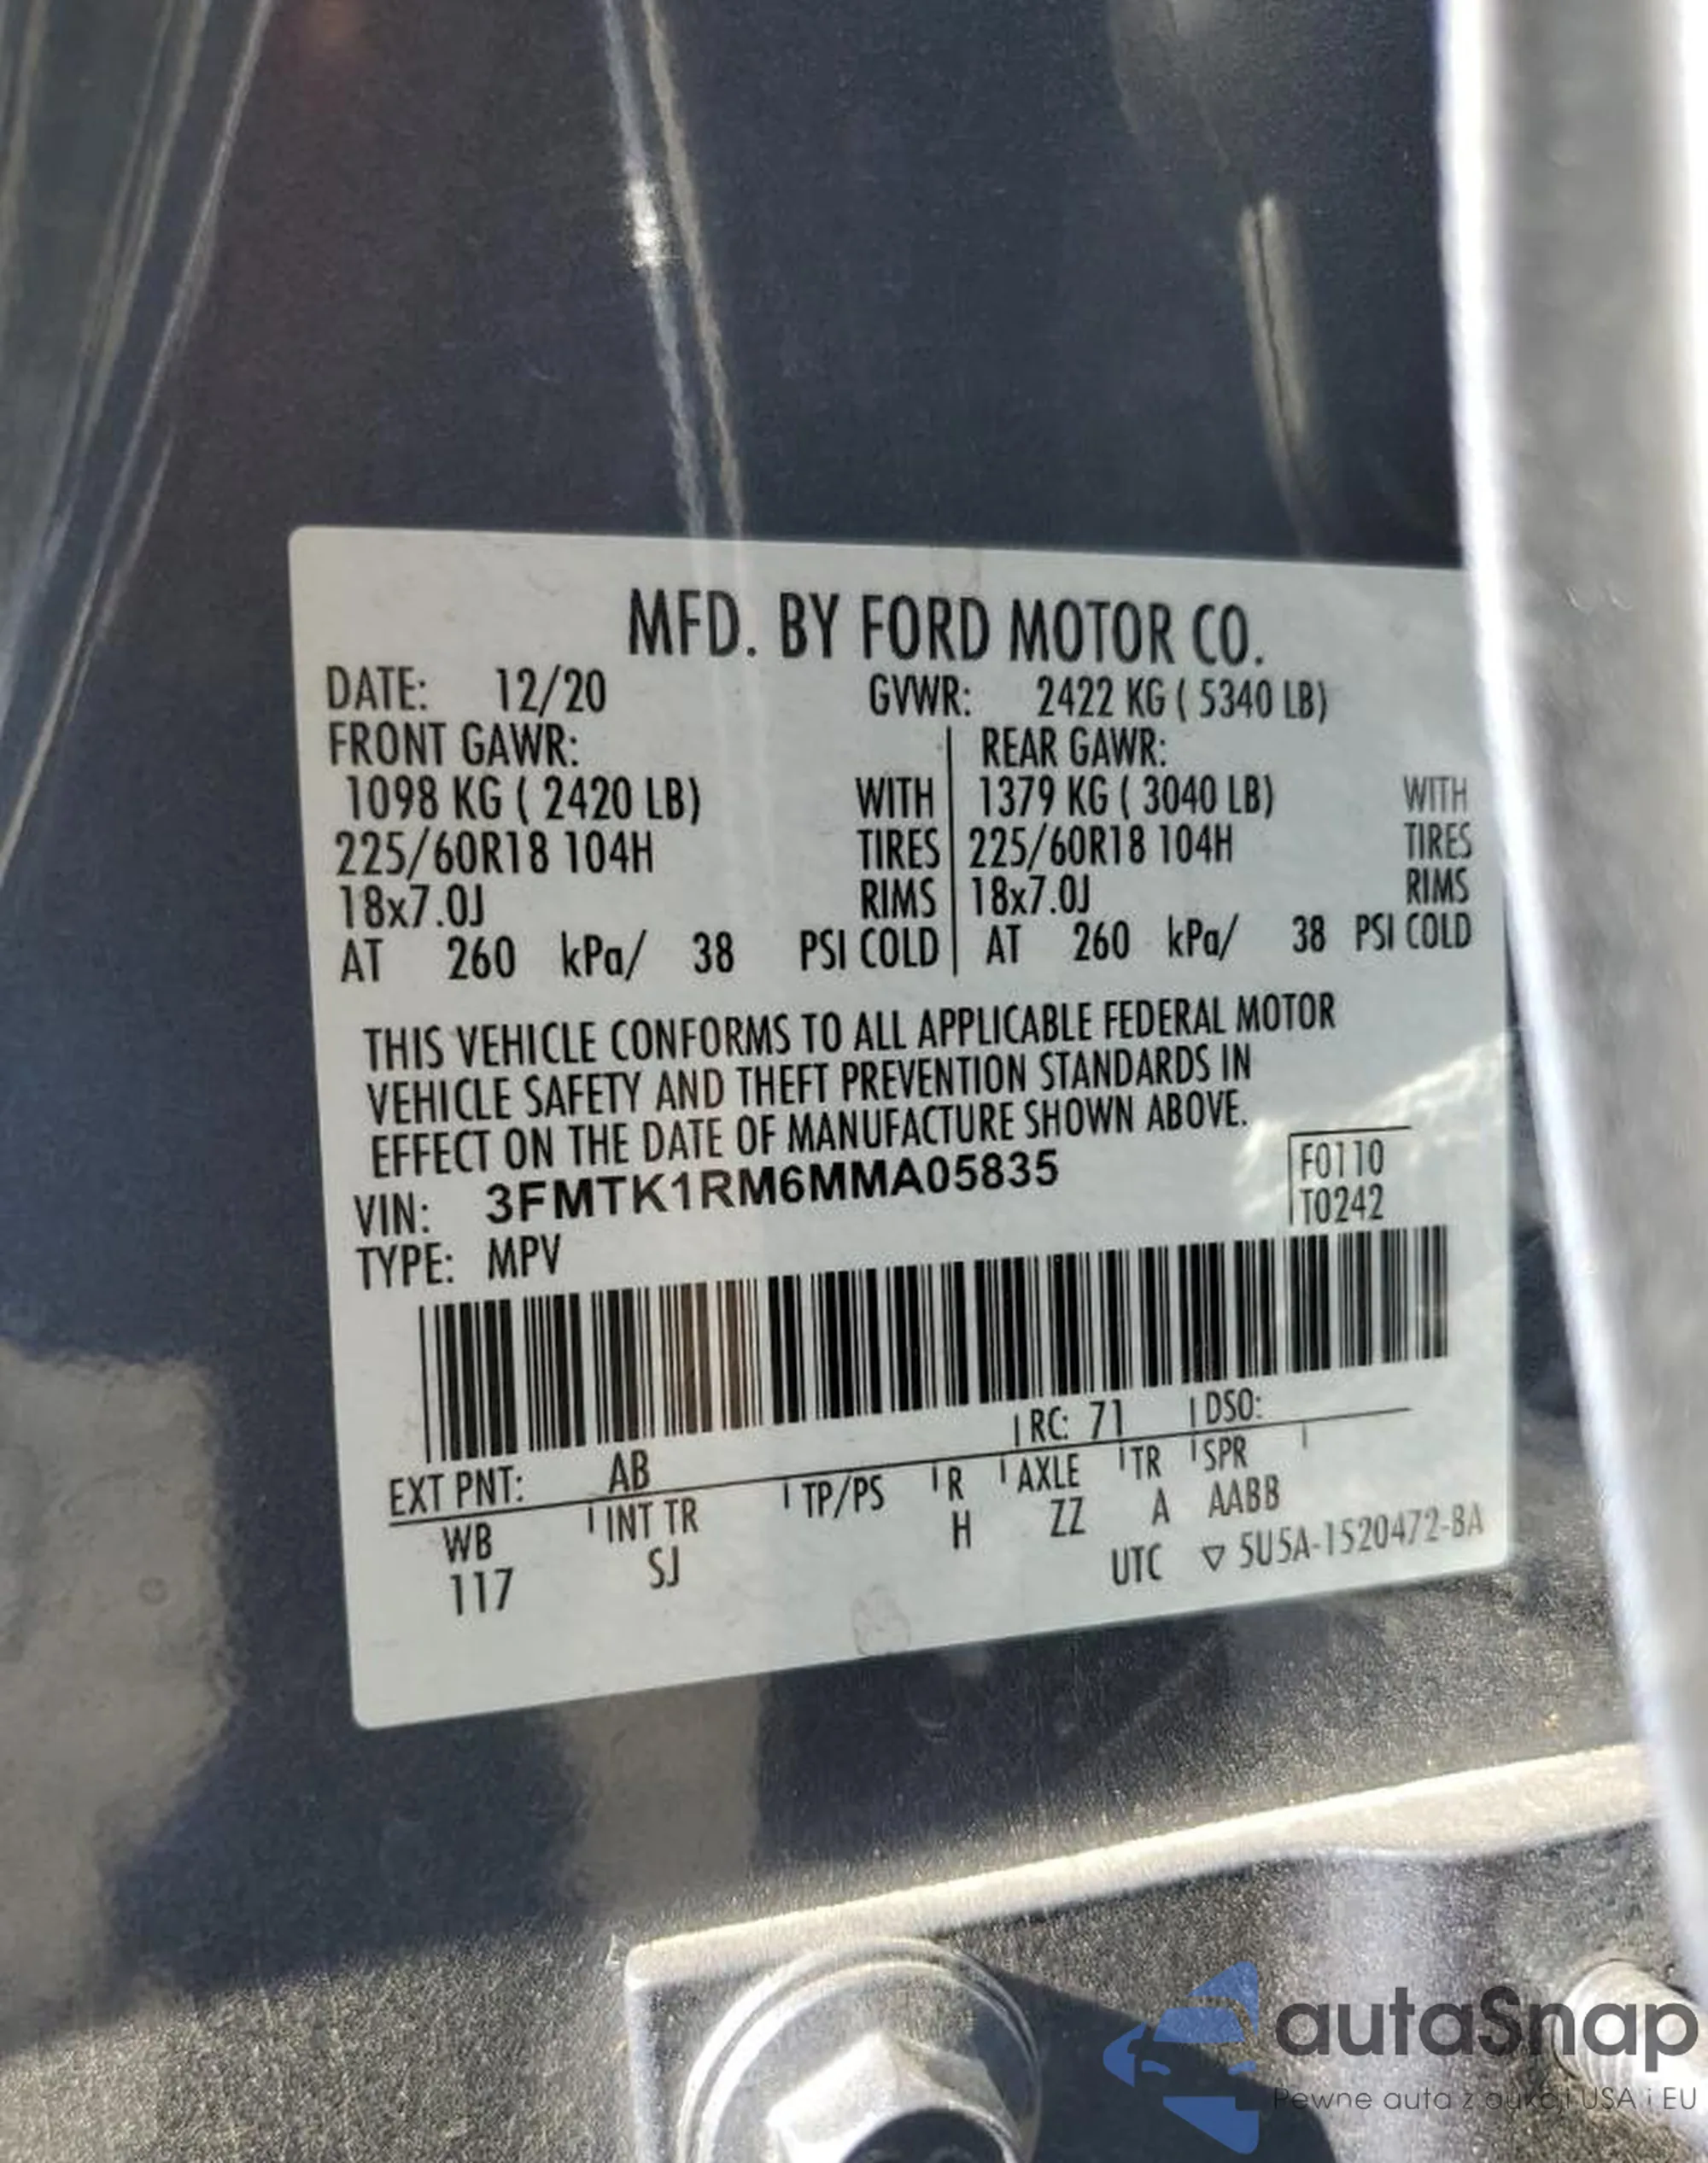 MFD. BY FORD MOTOR CO.
DATE: 12/20 GVWR: 2422 KG ( 5340 LB)
FRONT GAWR: REAR GAWR:
1098 KG ( 2420 LB) WITH 1379 KG ( 3040 LB) WITH
225/60R18 104H TIRES 225/60R18 104H TIRES
18x7.0J RIMS 18x7.0J RIMS
AT 260 kPa/ 38 PSI COLD AT 260 kPa/ 38 PSI COLD
THIS VEHICLE CONFORMS TO ALL APPLICABLE FEDERAL MOTOR
VEHICLE SAFETY AND THEFT PREVENTION STANDARDS IN
EFFECT ON THE DATE OF MANUFACTURE SHOWN ABOVE.
VIN: 3FMTK1RM6MMA05835 F0110
TYPE: MPV T0242
EXT PNT: AB RC: 71 DSO:
WB INT TR TP/PS R AXLE TR SPR
117 SJ H ZZ A AABB
UTC ▽ 5U5A-1520472-BA
autaSnap
Pewne auta z aukcji USA i EU